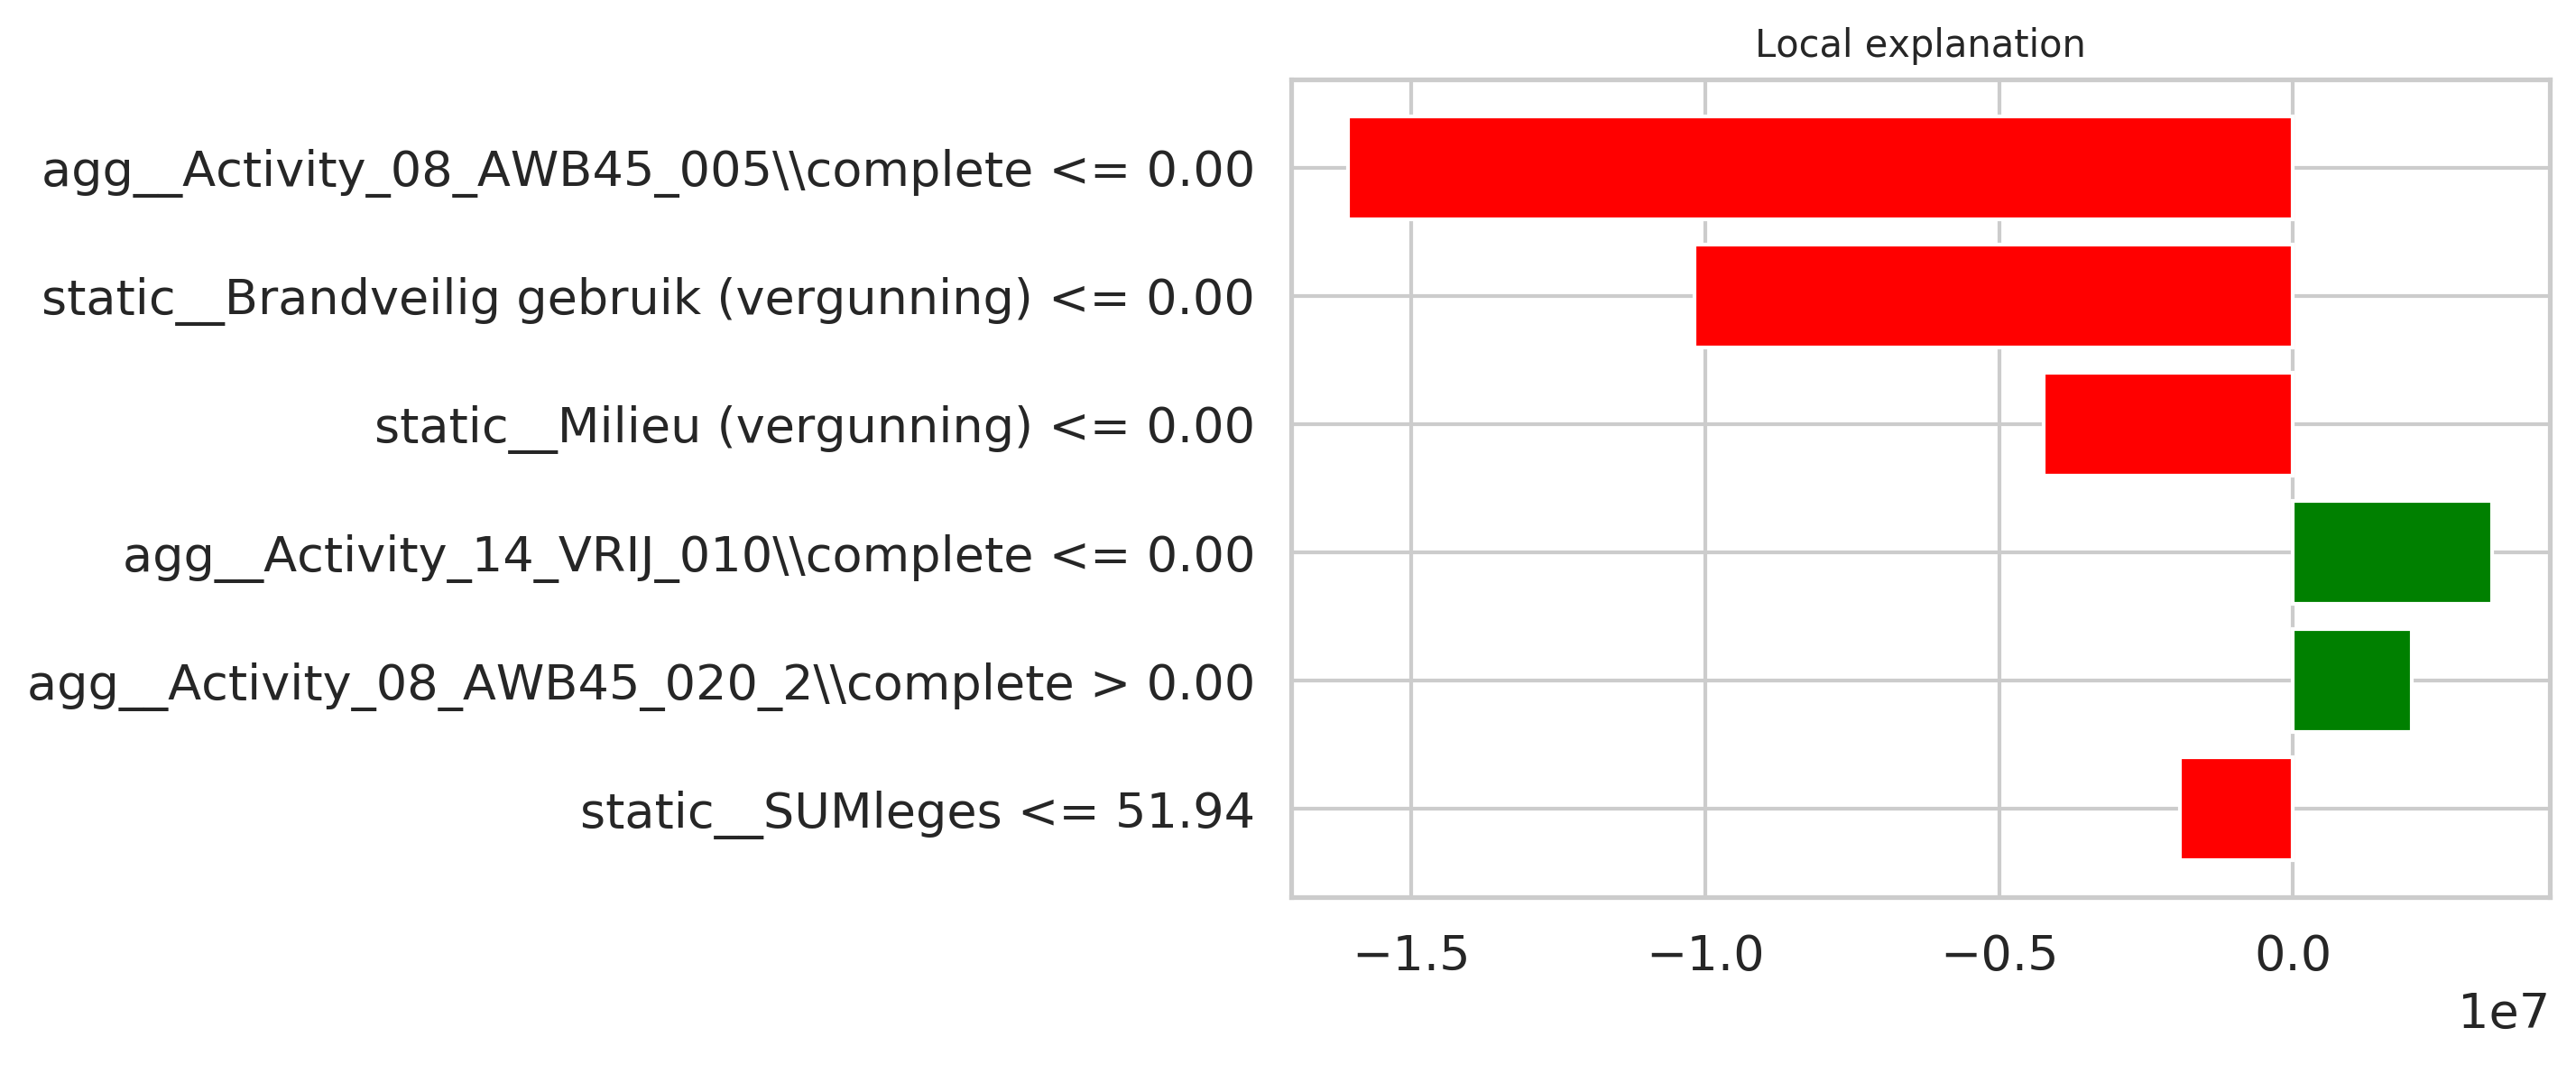 Local explanation
agg__Activity_08_AWB45_005\\complete <= 0.00
static__Brandveilig gebruik (vergunning) <= 0.00
static__Milieu (vergunning) <= 0.00
agg__Activity_14_VRIJ_010\\complete <= 0.00
agg__Activity_08_AWB45_020_2\\complete > 0.00
static__SUMleges <= 51.94
−1.5 −1.0 −0.5 0.0
1e7